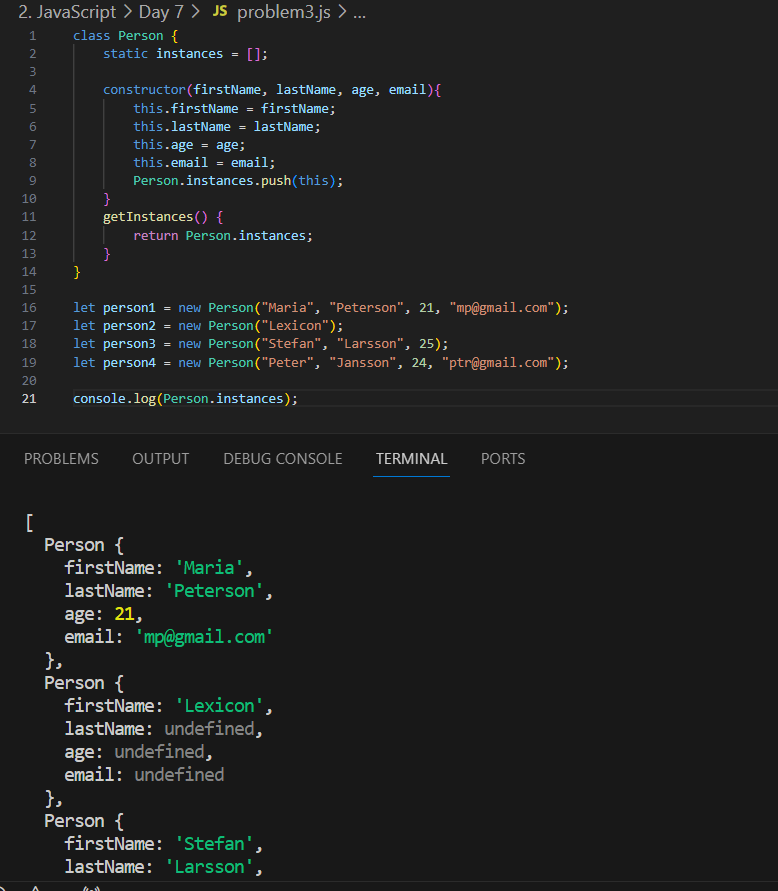 2. JavaScript > Day 7 > JS problem3.js > ...
1 class Person {
2     static instances = [];
3
4     constructor(firstName, lastName, age, email){
5         this.firstName = firstName;
6         this.lastName = lastName;
7         this.age = age;
8         this.email = email;
9         Person.instances.push(this);
10     }
11     getInstances() {
12         return Person.instances;
13     }
14 }
15
16 let person1 = new Person("Maria", "Peterson", 21, "mp@gmail.com");
17 let person2 = new Person("Lexicon");
18 let person3 = new Person("Stefan", "Larsson", 25);
19 let person4 = new Person("Peter", "Jansson", 24, "ptr@gmail.com");
20
21 console.log(Person.instances);
PROBLEMS OUTPUT DEBUG CONSOLE TERMINAL PORTS
[
  Person {
    firstName: 'Maria',
    lastName: 'Peterson',
    age: 21,
    email: 'mp@gmail.com'
  },
  Person {
    firstName: 'Lexicon',
    lastName: undefined,
    age: undefined,
    email: undefined
  },
  Person {
    firstName: 'Stefan',
    lastName: 'Larsson',